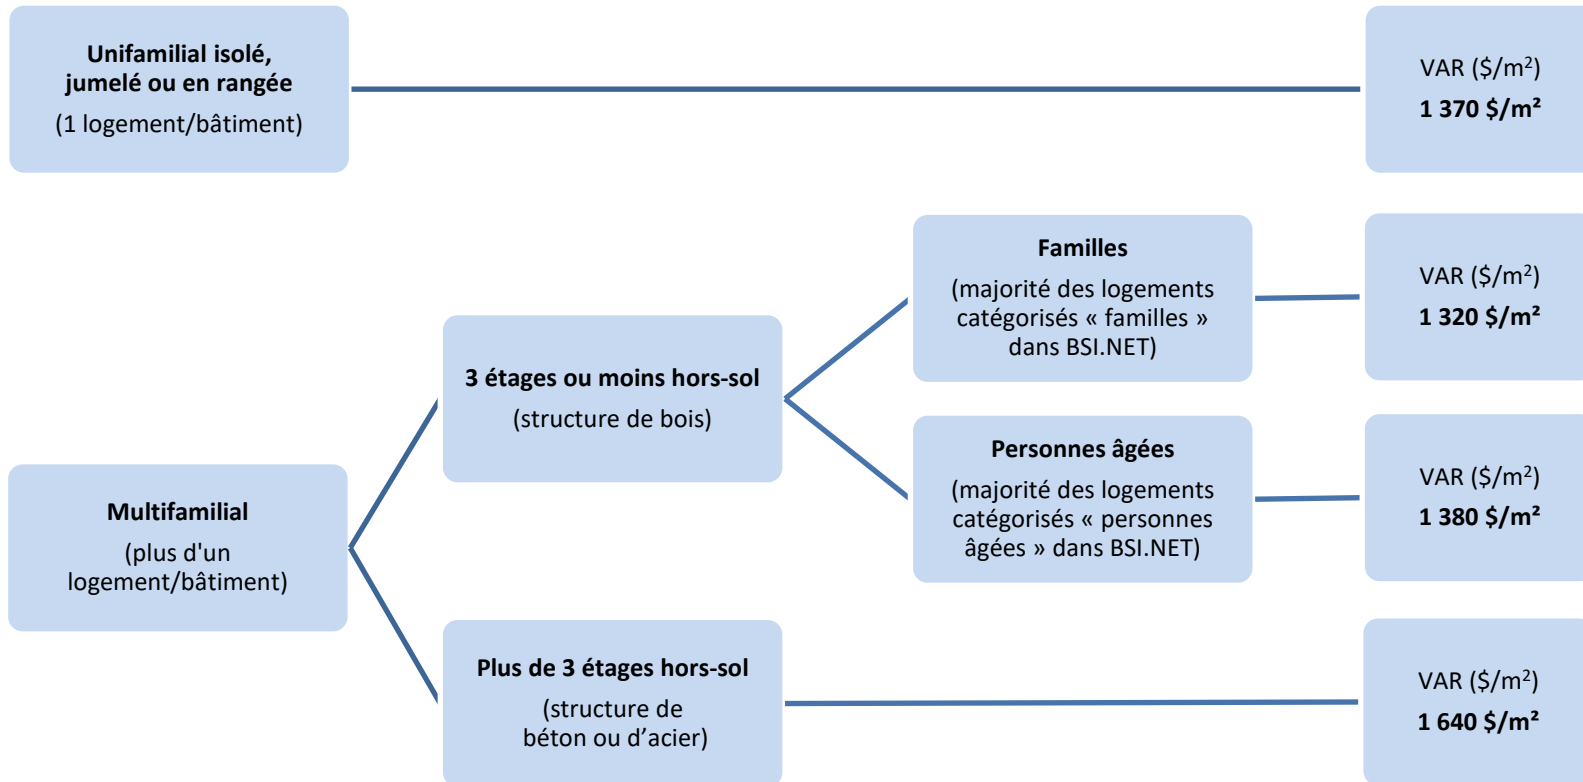 Unifamilial isolé,
jumelé ou en rangée
(1 logement/bâtiment)
VAR ($/m²)
1 370 $/m²
Multifamilial
(plus d'un
logement/bâtiment)
3 étages ou moins hors-sol
(structure de bois)
Familles
(majorité des logements
catégorisés « familles »
dans BSI.NET)
VAR ($/m²)
1 320 $/m²
Personnes âgées
(majorité des logements
catégorisés « personnes
âgées » dans BSI.NET)
VAR ($/m²)
1 380 $/m²
Plus de 3 étages hors-sol
(structure de
béton ou d’acier)
VAR ($/m²)
1 640 $/m²